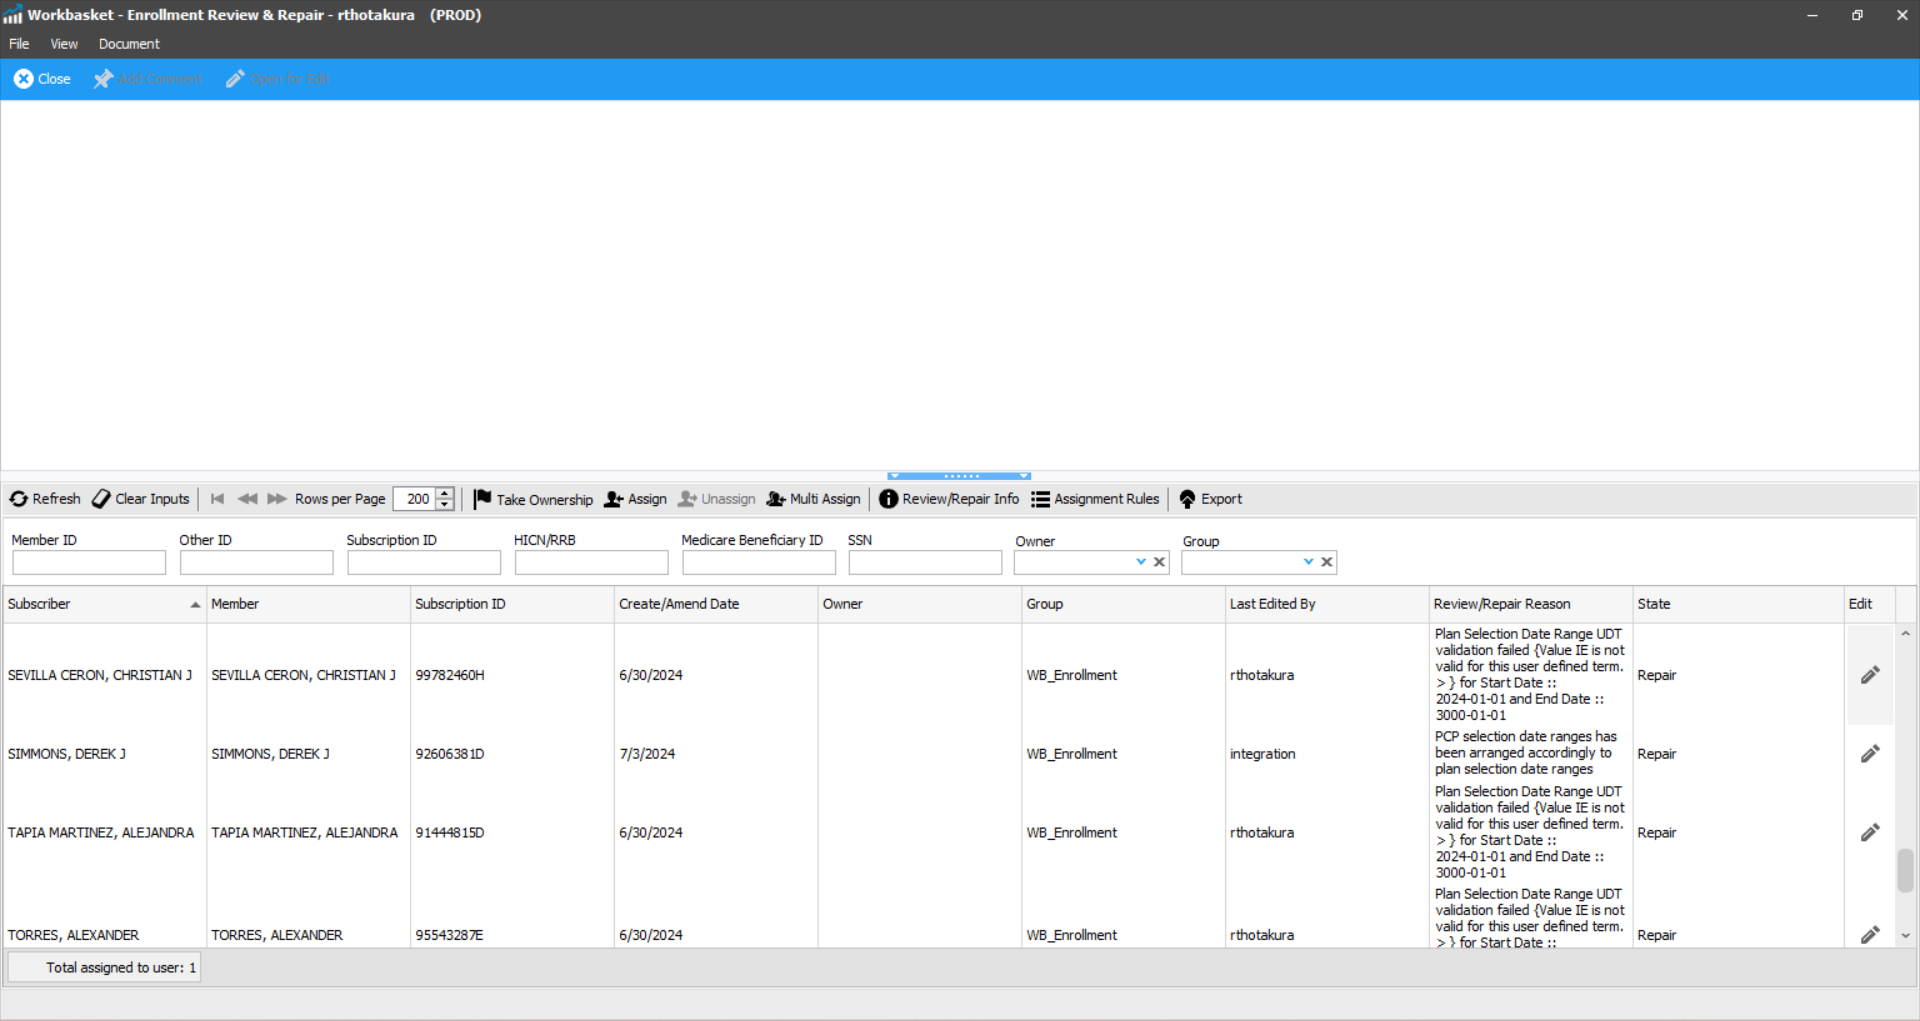 Workbasket - Enrollment Review & Repair - rthotakura (PROD)
File View Document
Close Add Comment Open for Edit
Refresh Clear Inputs Rows per Page 200 Take Ownership Assign Unassign Multi Assign Review/Repair Info Assignment Rules Export
Member ID Other ID Subscription ID HICN/RRB Medicare Beneficiary ID SSN Owner Group
Subscriber Member Subscription ID Create/Amend Date Owner Group Last Edited By Review/Repair Reason State Edit
Plan Selection Date Range UDT
validation failed {Value IE is not
valid for this user defined term.
SEVILLA CERON, CHRISTIAN J SEVILLA CERON, CHRISTIAN J 99782460H 6/30/2024 WB_Enrollment rthotakura > } for Start Date :: Repair
2024-01-01 and End Date ::
3000-01-01
PCP selection date ranges has
SIMMONS, DEREK J SIMMONS, DEREK J 92606381D 7/3/2024 WB_Enrollment integration been arranged accordingly to Repair
plan selection date ranges
Plan Selection Date Range UDT
validation failed {Value IE is not
valid for this user defined term.
TAPIA MARTINEZ, ALEJANDRA TAPIA MARTINEZ, ALEJANDRA 91444815D 6/30/2024 WB_Enrollment rthotakura > } for Start Date :: Repair
2024-01-01 and End Date ::
3000-01-01
Plan Selection Date Range UDT
validation failed {Value IE is not
valid for this user defined term.
TORRES, ALEXANDER TORRES, ALEXANDER 95543287E 6/30/2024 WB_Enrollment rthotakura > } for Start Date :: Repair
Total assigned to user: 1